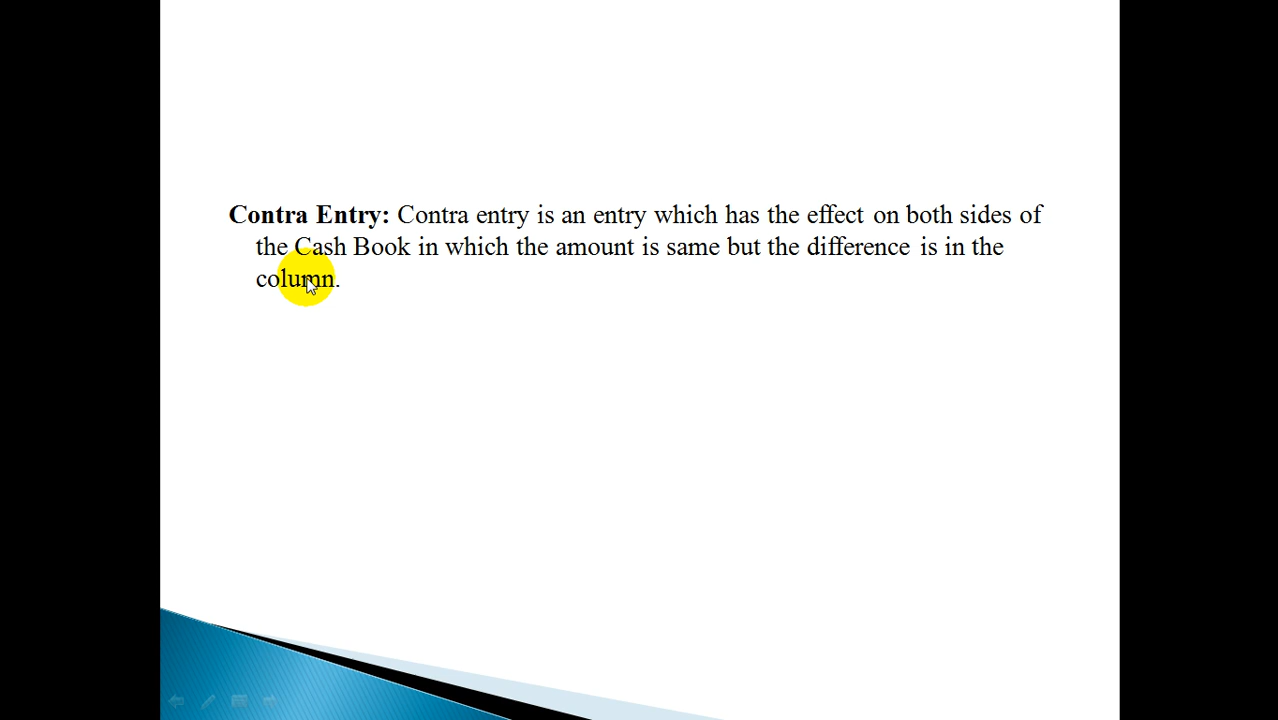 Contra Entry: Contra entry is an entry which has the effect on both sides of
the Cash Book in which the amount is same but the difference is in the
column.